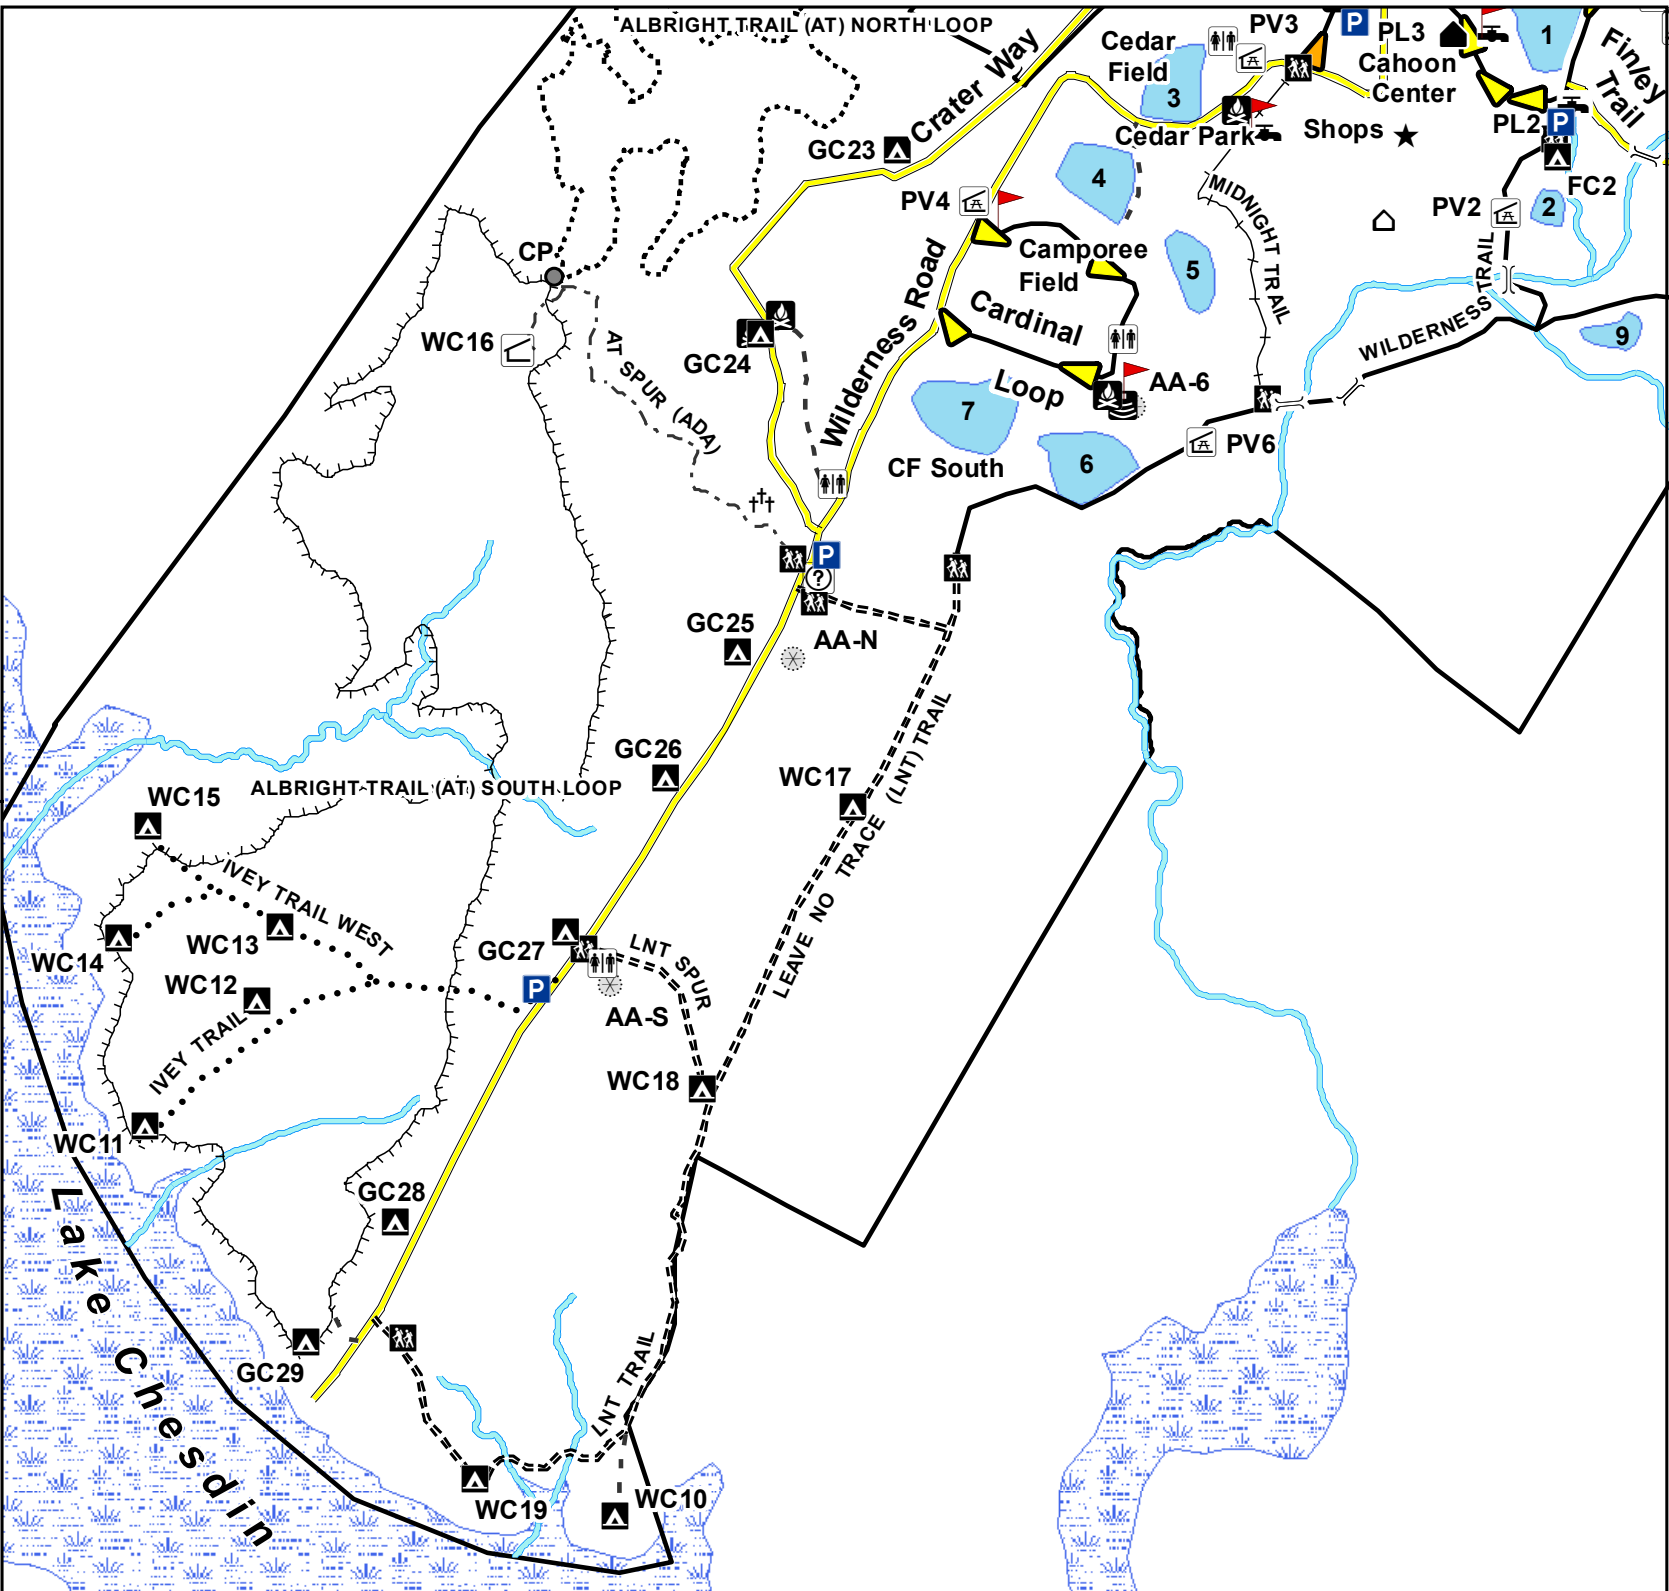 ALBRIGHT TRAIL (AT) NORTH LOOP
Crater Way
Cedar
Field
PV3
P
PL3
Cahoon
Center
1
Finley
Trail
3
Cedar Park
Shops
PL2
P
GC23
4
FC2
PV4
MIDNIGHT TRAIL
PV2
2
CP
Camporee
Field
5
WILDERNESS TRAIL
9
WC16
GC24
AT SPUR (ADA)
Wilderness Road
Cardinal
Loop
AA-6
7
CF South
6
PV6
P
?
GC25
AA-N
GC26
WC17
LEAVE NO TRACE (LNT) TRAIL
ALBRIGHT TRAIL (AT) SOUTH LOOP
WC15
IVEY TRAIL WEST
WC14
WC13
WC12
IVEY TRAIL
GC27
P
LNT SPUR
AA-S
WC18
WC11
GC28
Lake Chesdin
GC29
LNT TRAIL
WC19
WC10